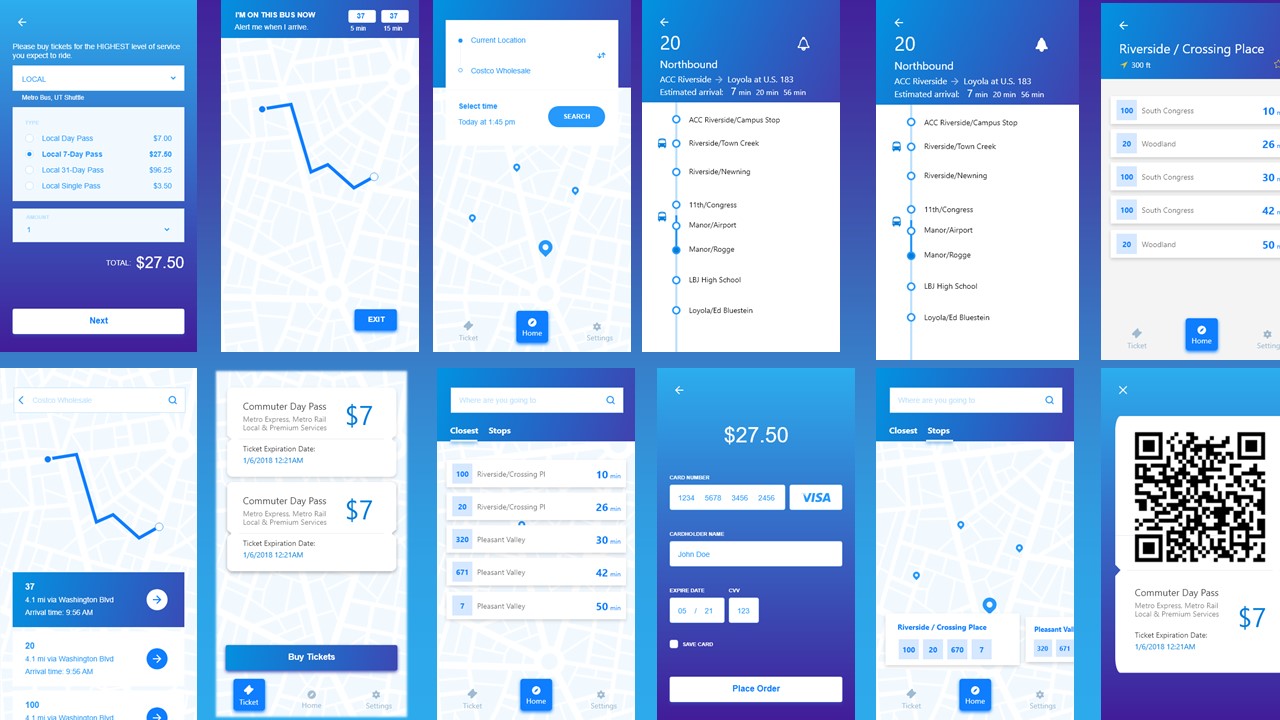 Please buy tickets for the HIGHEST level of service
you expect to ride.
LOCAL
Metro Bus, UT Shuttle
TYPE
Local Day Pass $7.00
Local 7-Day Pass $27.50
Local 31-Day Pass $96.25
Local Single Pass $3.50
AMOUNT
1
TOTAL: $27.50
Next
I'M ON THIS BUS NOW
Alert me when I arrive.
37 37
5 min 15 min
EXIT
Current Location
Costco Wholesale
Select time
Today at 1:45 pm
SEARCH
Ticket Home Settings
20
Northbound
ACC Riverside → Loyola at U.S. 183
Estimated arrival: 7 min 20 min 56 min
ACC Riverside/Campus Stop
Riverside/Town Creek
Riverside/Newning
11th/Congress
Manor/Airport
Manor/Rogge
LBJ High School
Loyola/Ed Bluestein
20
Northbound
ACC Riverside → Loyola at U.S. 183
Estimated arrival: 7 min 20 min 56 min
ACC Riverside/Campus Stop
Riverside/Town Creek
Riverside/Newning
11th/Congress
Manor/Airport
Manor/Rogge
LBJ High School
Loyola/Ed Bluestein
Riverside / Crossing Place
300 ft
100 South Congress 10
20 Woodland 26
100 South Congress 30
100 South Congress 42
20 Woodland 50
Ticket Home Setting
Costco Wholesale
37
4.1 mi via Washington Blvd
Arrival time: 9:56 AM
20
4.1 mi via Washington Blvd
Arrival time: 9:56 AM
100
4.1 mi via Washington Blvd
Commuter Day Pass
Metro Express, Metro Rail
Local & Premium Services
$7
Ticket Expiration Date:
1/6/2018 12:21AM
Commuter Day Pass
Metro Express, Metro Rail
Local & Premium Services
$7
Ticket Expiration Date:
1/6/2018 12:21AM
Buy Tickets
Ticket Home Settings
Where are you going to
Closest Stops
100 Riverside/Crossing Pl 10 min
20 Riverside/Crossing Pl 26 min
320 Pleasant Valley 30 min
671 Pleasant Valley 42 min
7 Pleasant Valley 50 min
Ticket Home Settings
$27.50
CARD NUMBER
1234 5678 3456 2456 VISA
CARDHOLDER NAME
John Doe
EXPIRE DATE CVV
05 / 21 123
SAVE CARD
Place Order
Where are you going to
Closest Stops
Riverside / Crossing Place
100 20 670 7
Pleasant Val
320 671
Ticket Home Settings
Commuter Day Pass
Metro Express, Metro Rail
Local & Premium Services
$7
Ticket Expiration Date:
1/6/2018 12:21AM